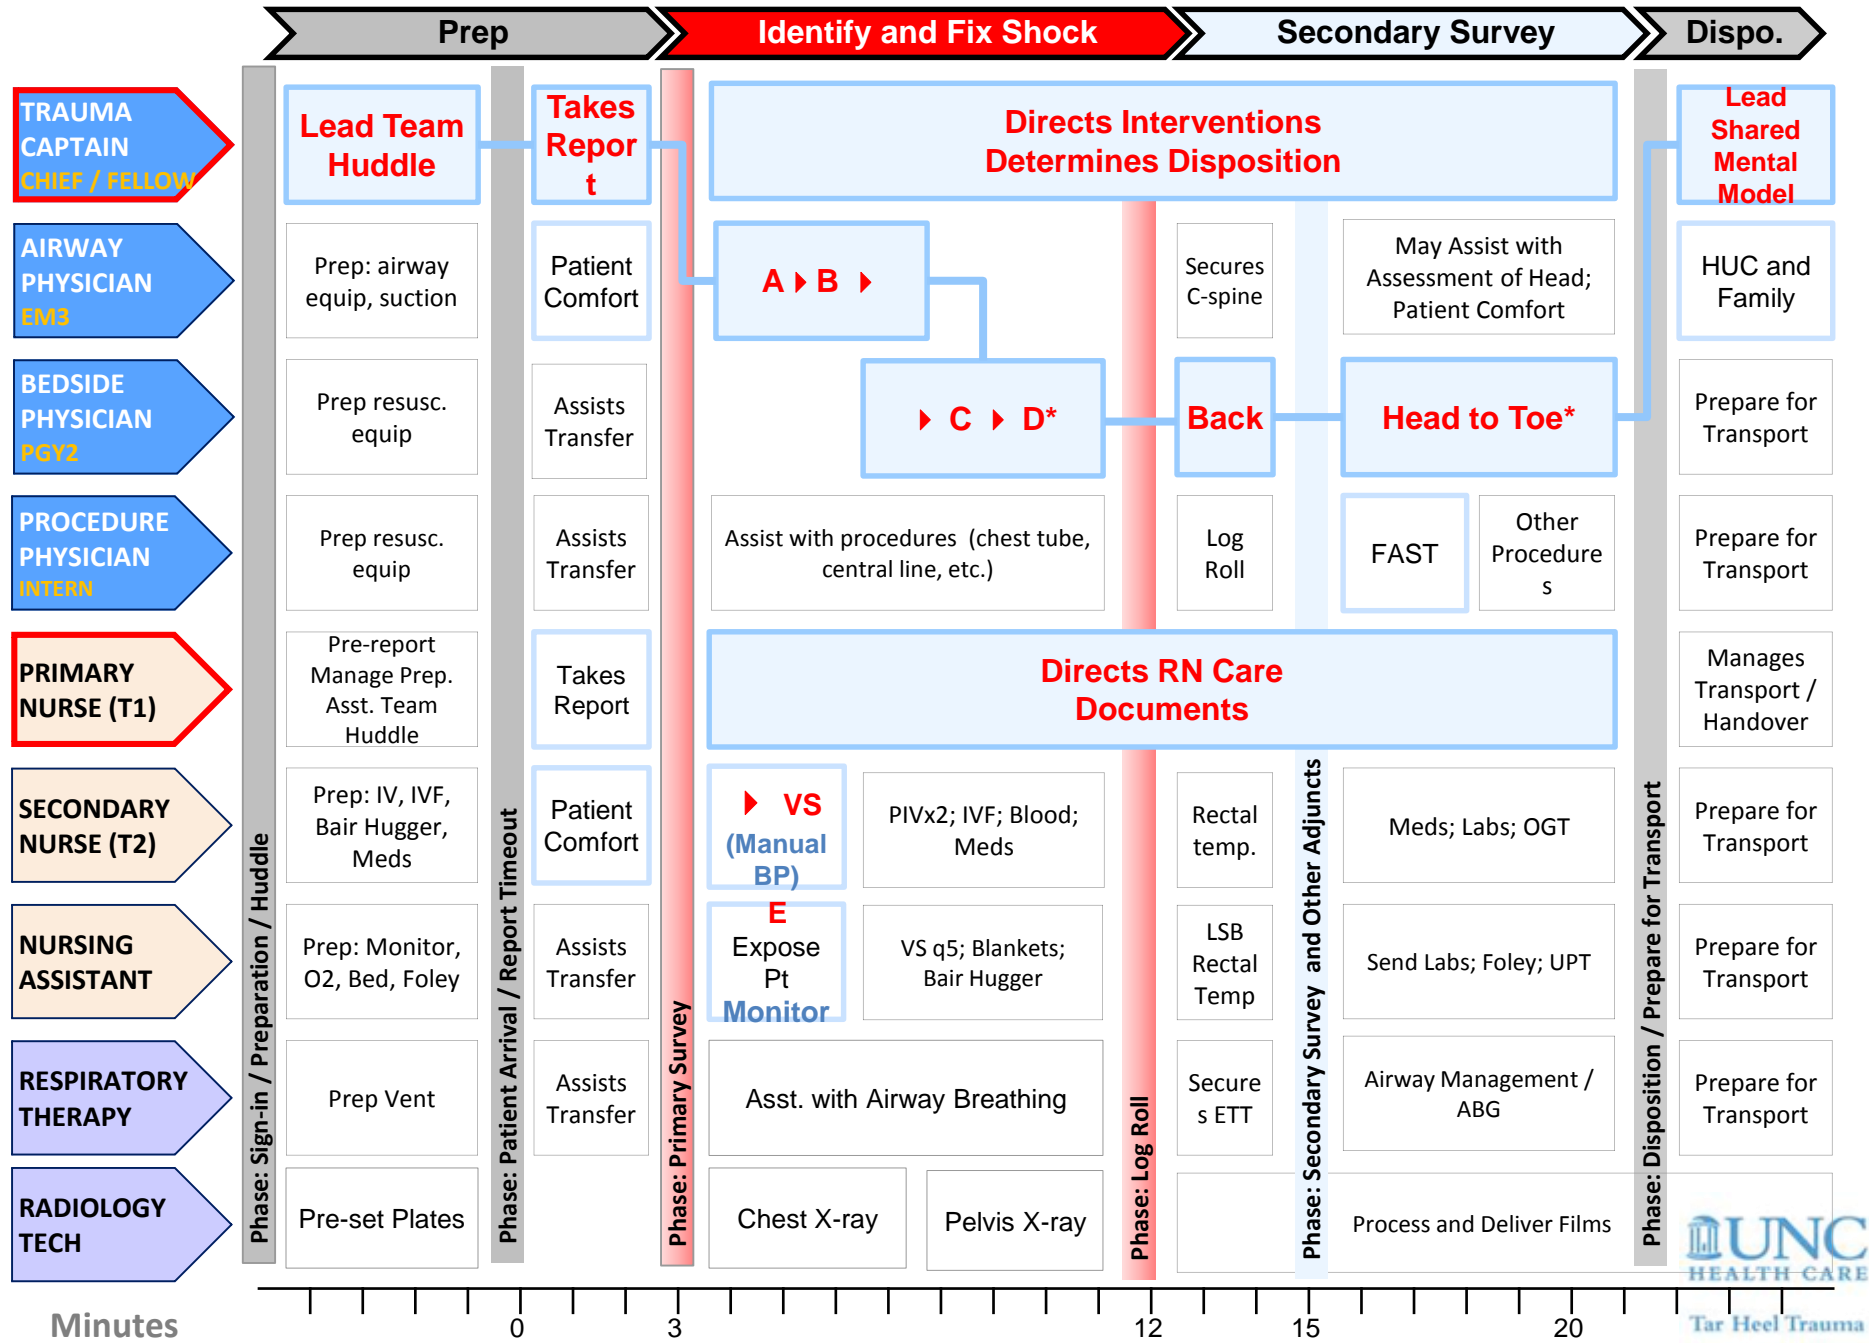 Prep
Identify and Fix Shock
Secondary Survey
Dispo.
TRAUMA
CAPTAIN
CHIEF / FELLOW
Lead Team
Huddle
Takes
Repor
t
Directs Interventions
Determines Disposition
Lead
Shared
Mental
Model
AIRWAY
PHYSICIAN
EM3
Prep: airway
equip, suction
Patient
Comfort
A ▶ B ▶
Secures
C-spine
May Assist with
Assessment of Head;
Patient Comfort
HUC and
Family
BEDSIDE
PHYSICIAN
PGY2
Prep resusc.
equip
Assists
Transfer
▶ C ▶ D*
Back
Head to Toe*
Prepare for
Transport
PROCEDURE
PHYSICIAN
INTERN
Prep resusc.
equip
Assists
Transfer
Assist with procedures (chest tube,
central line, etc.)
Log
Roll
FAST
Other
Procedure
s
Prepare for
Transport
PRIMARY
NURSE (T1)
Pre-report
Manage Prep.
Asst. Team
Huddle
Takes
Report
Directs RN Care
Documents
Manages
Transport /
Handover
SECONDARY
NURSE (T2)
Prep: IV, IVF,
Bair Hugger,
Meds
Patient
Comfort
▶ VS
(Manual
BP)
PIVx2; IVF; Blood;
Meds
Rectal
temp.
Meds; Labs; OGT
Prepare for
Transport
NURSING
ASSISTANT
Prep: Monitor,
O2, Bed, Foley
Assists
Transfer
E
Expose
Pt
Monitor
VS q5; Blankets;
Bair Hugger
LSB
Rectal
Temp
Send Labs; Foley; UPT
Prepare for
Transport
RESPIRATORY
THERAPY
Prep Vent
Assists
Transfer
Asst. with Airway Breathing
Secure
s ETT
Airway Management /
ABG
Prepare for
Transport
RADIOLOGY
TECH
Pre-set Plates
Chest X-ray
Pelvis X-ray
Process and Deliver Films
Phase: Sign-in / Preparation / Huddle
Phase: Patient Arrival / Report Timeout
Phase: Primary Survey
Phase: Log Roll
Phase: Secondary Survey and Other Adjuncts
Phase: Disposition / Prepare for Transport
UNC
HEALTH CARE
Tar Heel Trauma
Minutes
0
3
12
15
20